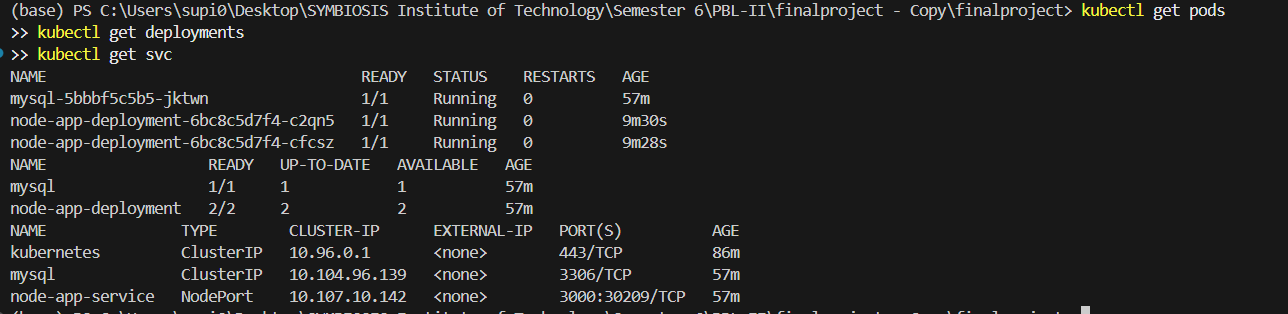 (base) PS C:\Users\supi0\Desktop\SYMBIOSIS Institute of Technology\Semester 6\PBL-II\finalproject - Copy\finalproject> kubectl get pods
>> kubectl get deployments
>> kubectl get svc
NAME READY STATUS RESTARTS AGE
mysql-5bbbf5c5b5-jktwn 1/1 Running 0 57m
node-app-deployment-6bc8c5d7f4-c2qn5 1/1 Running 0 9m30s
node-app-deployment-6bc8c5d7f4-cfcsz 1/1 Running 0 9m28s
NAME READY UP-TO-DATE AVAILABLE AGE
mysql 1/1 1 1 57m
node-app-deployment 2/2 2 2 57m
NAME TYPE CLUSTER-IP EXTERNAL-IP PORT(S) AGE
kubernetes ClusterIP 10.96.0.1 <none> 443/TCP 86m
mysql ClusterIP 10.104.96.139 <none> 3306/TCP 57m
node-app-service NodePort 10.107.10.142 <none> 3000:30209/TCP 57m